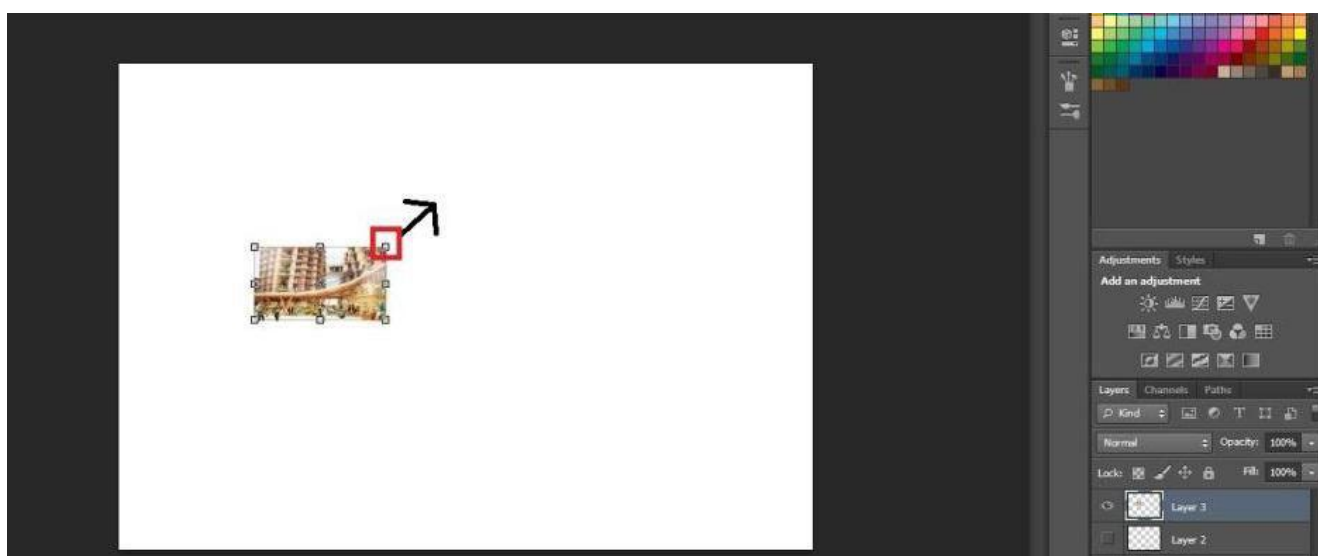 Adjustments Styles
Add an adjustment
Layers Channels Paths
Kind T
Normal Opacity: 100%
Lock: Fill: 100%
Layer 3
Layer 2